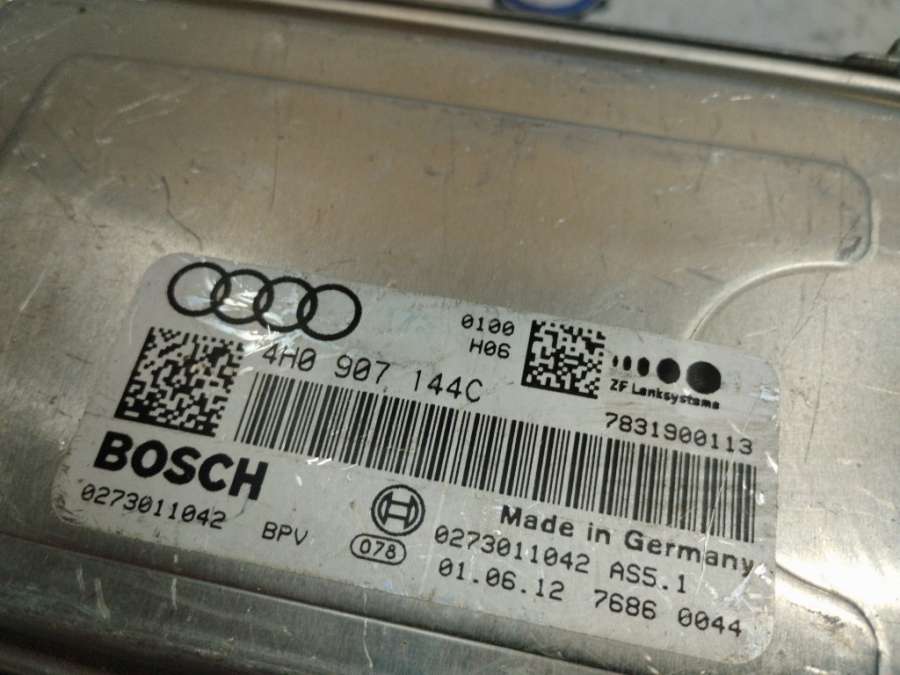 0100
H06
4H0 907 144C
ZF Lenksysteme
7831900113
BOSCH
0273011042 BPV
Made in Germany
078
0273011042 AS5.1
01.06.12 7686 0044